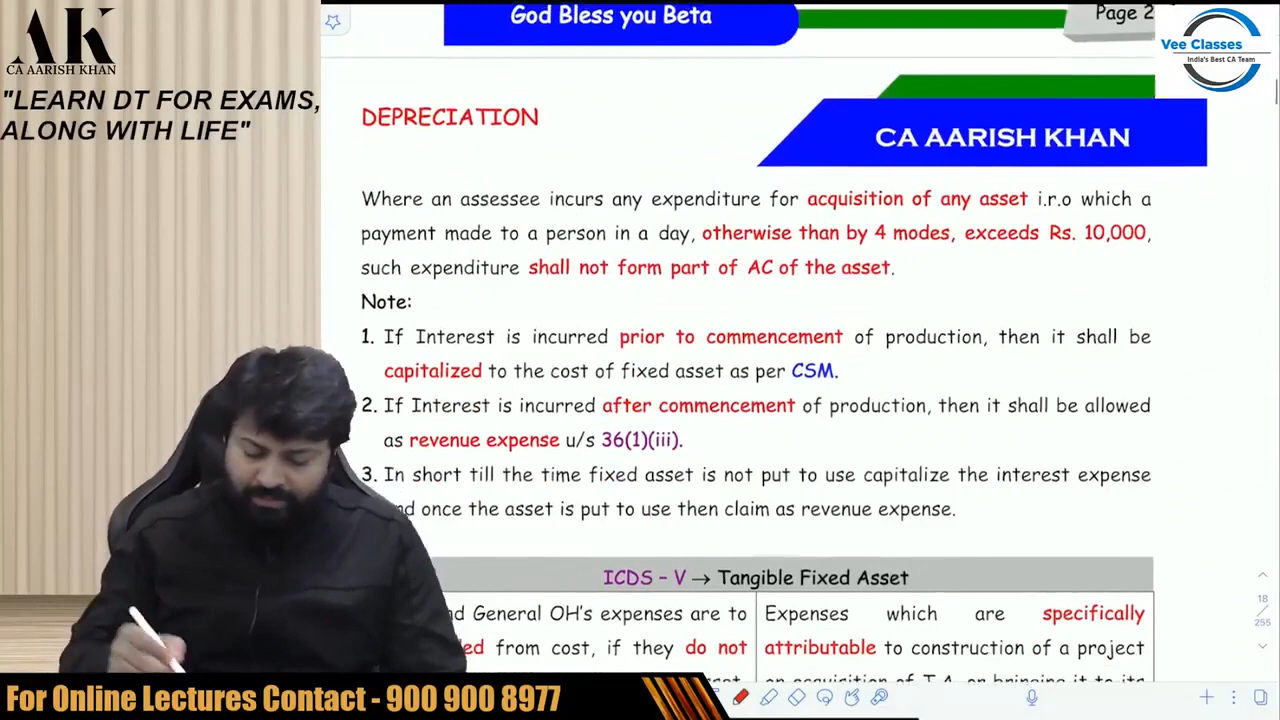 AK
CA AARISH KHAN
"LEARN DT FOR EXAMS,
ALONG WITH LIFE"
God Bless you Beta
Page 2
Vee Classes
India's Best CA Team
DEPRECIATION
CA AARISH KHAN
Where an assessee incurs any expenditure for acquisition of any asset i.r.o which a
payment made to a person in a day, otherwise than by 4 modes, exceeds Rs. 10,000,
such expenditure shall not form part of AC of the asset.
Note:
1. If Interest is incurred prior to commencement of production, then it shall be
capitalized to the cost of fixed asset as per CSM.
2. If Interest is incurred after commencement of production, then it shall be allowed
as revenue expense u/s 36(1)(iii).
3. In short till the time fixed asset is not put to use capitalize the interest expense
once the asset is put to use then claim as revenue expense.
ICDS – V → Tangible Fixed Asset
General OH's expenses are to
from cost, if they do not
Expenses which are specifically
attributable to construction of a project
18
255
For Online Lectures Contact - 900 900 8977